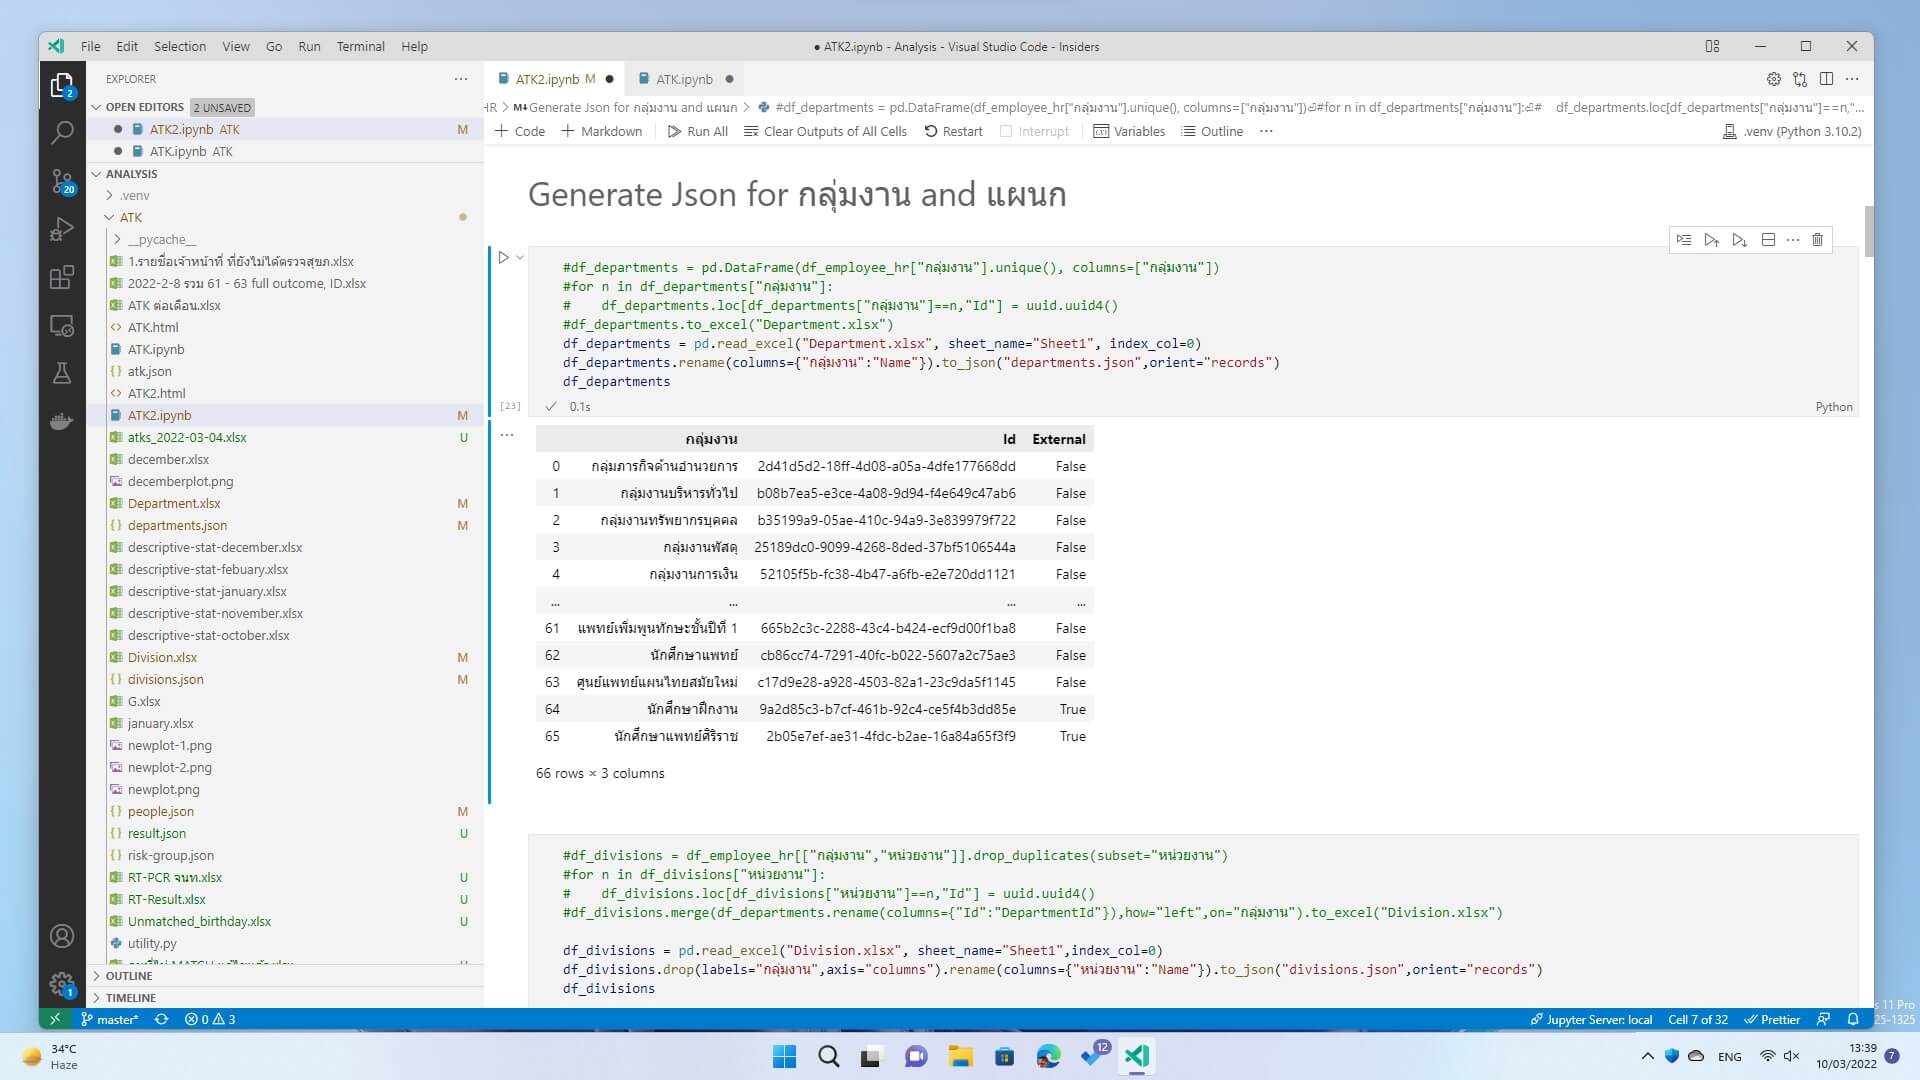 File Edit Selection View Go Run Terminal Help
● ATK2.ipynb - Analysis - Visual Studio Code - Insiders
EXPLORER
OPEN EDITORS 2 UNSAVED
ATK2.ipynb ATK M
ATK.ipynb ATK
ANALYSIS
.venv
ATK
__pycache__
1.รายชื่อเจ้าหน้าที่ ที่ยังไม่ได้ตรวจสุขภ.xlsx
2022-2-8 รวม 61 - 63 full outcome, ID.xlsx
ATK ต่อเดือน.xlsx
ATK.html
ATK.ipynb
atk.json
ATK2.html
ATK2.ipynb M
atks_2022-03-04.xlsx U
december.xlsx
decemberplot.png
Department.xlsx M
departments.json M
descriptive-stat-december.xlsx
descriptive-stat-febuary.xlsx
descriptive-stat-january.xlsx
descriptive-stat-november.xlsx
descriptive-stat-october.xlsx
Division.xlsx M
divisions.json M
G.xlsx
january.xlsx
newplot-1.png
newplot-2.png
newplot.png
people.json M
result.json U
risk-group.json
RT-PCR จนท.xlsx U
RT-Result.xlsx U
Unmatched_birthday.xlsx U
utility.py
OUTLINE
TIMELINE
2
20
1
ATK2.ipynb M ●
ATK.ipynb ●
HR > M↓Generate Json for กลุ่มงาน and แผนก > #df_departments = pd.DataFrame(df_employee_hr["กลุ่มงาน"].unique(), columns=["กลุ่มงาน"])⏎#for n in df_departments["กลุ่มงาน"]:⏎# df_departments.loc[df_departments["กลุ่มงาน"]==n,"...
Code Markdown Run All Clear Outputs of All Cells Restart Interrupt Variables Outline ... .venv (Python 3.10.2)
Generate Json for กลุ่มงาน and แผนก
#df_departments = pd.DataFrame(df_employee_hr["กลุ่มงาน"].unique(), columns=["กลุ่มงาน"])
#for n in df_departments["กลุ่มงาน"]:
# df_departments.loc[df_departments["กลุ่มงาน"]==n,"Id"] = uuid.uuid4()
#df_departments.to_excel("Department.xlsx")
df_departments = pd.read_excel("Department.xlsx", sheet_name="Sheet1", index_col=0)
df_departments.rename(columns={"กลุ่มงาน":"Name"}).to_json("departments.json",orient="records")
df_departments
[23] ✓ 0.1s Python
กลุ่มงาน Id External
0 กลุ่มภารกิจด้านอำนวยการ 2d41d5d2-18ff-4d08-a05a-4dfe177668dd False
1 กลุ่มงานบริหารทั่วไป b08b7ea5-e3ce-4a08-9d94-f4e649c47ab6 False
2 กลุ่มงานทรัพยากรบุคคล b35199a9-05ae-410c-94a9-3e839979f722 False
3 กลุ่มงานพัสดุ 25189dc0-9099-4268-8ded-37bf5106544a False
4 กลุ่มงานการเงิน 52105f5b-fc38-4b47-a6fb-e2e720dd1121 False
... ... ... ...
61 แพทย์เพิ่มพูนทักษะชั้นปีที่ 1 665b2c3c-2288-43c4-b424-ecf9d00f1ba8 False
62 นักศึกษาแพทย์ cb86cc74-7291-40fc-b022-5607a2c75ae3 False
63 ศูนย์แพทย์แผนไทยสมัยใหม่ c17d9e28-a928-4503-82a1-23c9da5f1145 False
64 นักศึกษาฝึกงาน 9a2d85c3-b7cf-461b-92c4-ce5f4b3dd85e True
65 นักศึกษาแพทย์ศิริราช 2b05e7ef-ae31-4fdc-b2ae-16a84a65f3f9 True
66 rows × 3 columns
#df_divisions = df_employee_hr[["กลุ่มงาน","หน่วยงาน"]].drop_duplicates(subset="หน่วยงาน")
#for n in df_divisions["หน่วยงาน"]:
# df_divisions.loc[df_divisions["หน่วยงาน"]==n,"Id"] = uuid.uuid4()
#df_divisions.merge(df_departments.rename(columns={"Id":"DepartmentId"}),how="left",on="กลุ่มงาน").to_excel("Division.xlsx")
df_divisions = pd.read_excel("Division.xlsx", sheet_name="Sheet1",index_col=0)
df_divisions.drop(labels="กลุ่มงาน",axis="columns").rename(columns={"หน่วยงาน":"Name"}).to_json("divisions.json",orient="records")
df_divisions
master* 0 3 Jupyter Server: local Cell 7 of 32 Prettier
s 11 Pro
25-1325
34°C
Haze
12
ENG
13:39
10/03/2022
7